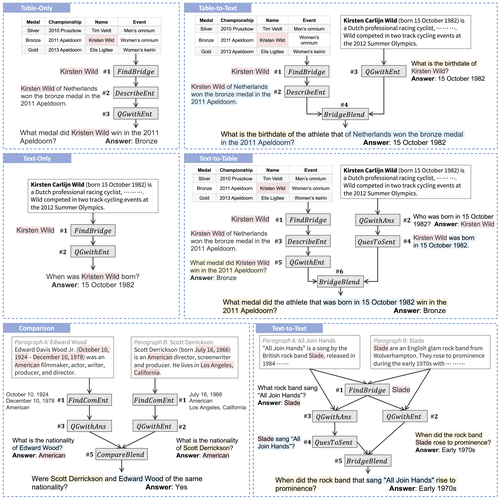 Table-Only
Medal Championship Name Event
Silver 2010 Pruszkow Tim Veldt Men's omnium
Bronze 2011 Apeldoorn Kristen Wild Women's omnium
Gold 2013 Apeldoorn Elis Ligtlee Women's keirin
Kristen Wild #1 FindBridge
Kristen Wild of Netherlands
won the bronze medal
in the 2011 Apeldoorn.
#2 DescribeEnt
#3 QGwithEnt
What medal did Kristen Wild win in the 2011
Apeldoorn? Answer: Bronze
Table-to-Text
Medal Championship Name Event
Silver 2010 Pruszkow Tim Veldt Men's omnium
Bronze 2011 Apeldoorn Kristen Wild Women's omnium
Gold 2013 Apeldoorn Elis Ligtlee Women's keirin
Kirsten Carlijn Wild (born 15 October 1982) is
a Dutch professional racing cyclist, ··· ···.
Wild competed in two track cycling events at
the 2012 Summer Olympics.
Kristen Wild #1 FindBridge
Kristen Wild of Netherlands
won the bronze medal
in the 2011 Apeldoorn.
#2 DescribeEnt
#3 QGwithEnt
What is the birthdate of
Kristen Wild?
Answer: 15 October 1982
#4
BridgeBlend
What is the birthdate of the athlete that of Netherlands won the bronze medal
in the 2011 Apeldoorn? Answer: 15 October 1982
Text-Only
Kirsten Carlijn Wild (born 15 October 1982) is
a Dutch professional racing cyclist, ··· ···.
Wild competed in two track cycling events at
the 2012 Summer Olympics.
Kristen Wild #1 FindBridge
#2 QGwithEnt
When was Kristen Wild born?
Answer: 15 October 1982
Text-to-Table
Medal Championship Name Event
Silver 2010 Pruszkow Tim Veldt Men's omnium
Bronze 2011 Apeldoorn Kristen Wild Women's omnium
Gold 2013 Apeldoorn Elis Ligtlee Women's keirin
Kirsten Carlijn Wild (born 15 October 1982) is
a Dutch professional racing cyclist, ··· ···.
Wild competed in two track cycling events at
the 2012 Summer Olympics.
Kristen Wild #1 FindBridge
Kristen Wild of Netherlands
won the bronze medal
in the 2011 Apeldoorn.
#3 DescribeEnt
What medal did Kristen Wild
win in the 2011 Apeldoorn?
Answer: Bronze
#5 QGwithEnt
QGwithAns #2
Who was born in 15 October
1982? Answer: Kristen Wild
QuesToSent #4
Kristen Wild was born
in 15 October 1982.
#6
BridgeBlend
What medal did the athlete that was born in 15 October 1982 win in the
2011 Apeldoorn? Answer: Bronze
Comparison
Paragraph A: Edward Wood
Edward Davis Wood Jr. (October 10,
1924 – December 10, 1978) was an
American filmmaker, actor, writer,
producer, and director.
Paragraph B: Scott Derrickson
Scott Derrickson (born July 16, 1966)
is an American director, screenwriter
and producer. He lives in Los Angeles,
California.
October 10, 1924
December 10, 1978
American
#1 FindComEnt
FindComEnt #1
July 16, 1966
American
Los Angeles, California
#3 QGwithAns
QGwithEnt #2
What is the nationality
of Edward Wood?
Answer: American
What is the nationality
of Scott Derrickson?
Answer: American
#5 CompareBlend
Were Scott Derrickson and Edward Wood of the same
nationality? Answer: Yes
Text-to-Text
Paragraph A: All Join Hands
"All Join Hands" is a song by the
British rock band Slade, released in
1984 ··· ···
Paragraph B: Slade
Slade are an English glam rock band from
Wolverhampton. They rose to prominence
during the early 1970s with ··· ···
What rock band sang
"All Join Hands"?
Answer: Slade
#1 FindBridge
Slade
#3 QGwithAns
QGwithEnt #2
Slade sang "All
Join Hands".
#4 QuesToSent
When did the rock band
Slade rose to prominence?
Answer: Early 1970s
#5 BridgeBlend
When did the rock band that sang "All Join Hands" rise to
prominence? Answer: Early 1970s